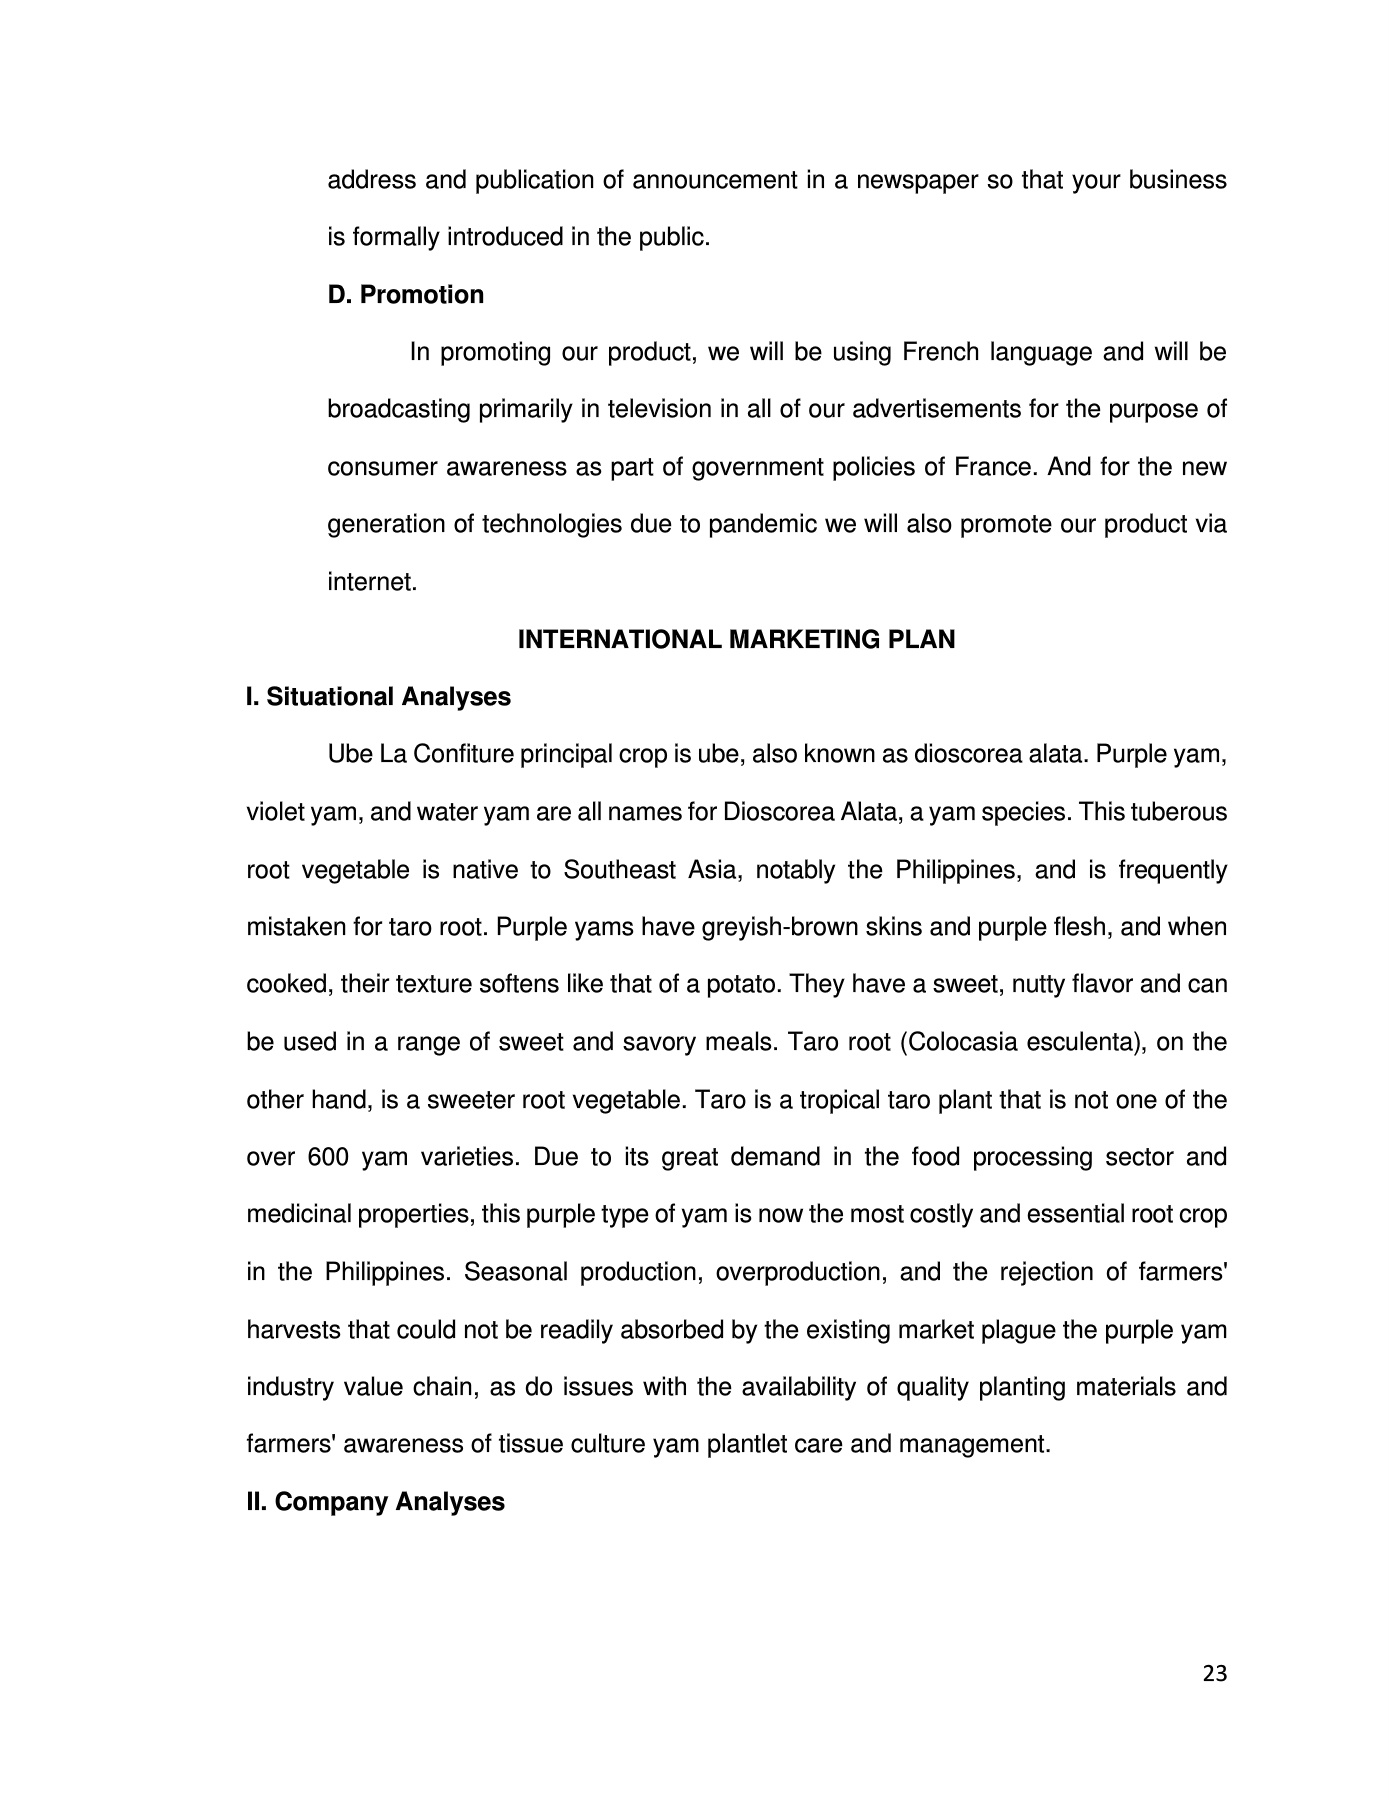 address and publication of announcement in a newspaper so that your business
is formally introduced in the public.
D. Promotion
In promoting our product, we will be using French language and will be
broadcasting primarily in television in all of our advertisements for the purpose of
consumer awareness as part of government policies of France. And for the new
generation of technologies due to pandemic we will also promote our product via
internet.
INTERNATIONAL MARKETING PLAN
I. Situational Analyses
Ube La Confiture principal crop is ube, also known as dioscorea alata. Purple yam,
violet yam, and water yam are all names for Dioscorea Alata, a yam species. This tuberous
root vegetable is native to Southeast Asia, notably the Philippines, and is frequently
mistaken for taro root. Purple yams have greyish-brown skins and purple flesh, and when
cooked, their texture softens like that of a potato. They have a sweet, nutty flavor and can
be used in a range of sweet and savory meals. Taro root (Colocasia esculenta), on the
other hand, is a sweeter root vegetable. Taro is a tropical taro plant that is not one of the
over 600 yam varieties. Due to its great demand in the food processing sector and
medicinal properties, this purple type of yam is now the most costly and essential root crop
in the Philippines. Seasonal production, overproduction, and the rejection of farmers'
harvests that could not be readily absorbed by the existing market plague the purple yam
industry value chain, as do issues with the availability of quality planting materials and
farmers' awareness of tissue culture yam plantlet care and management.
II. Company Analyses
23